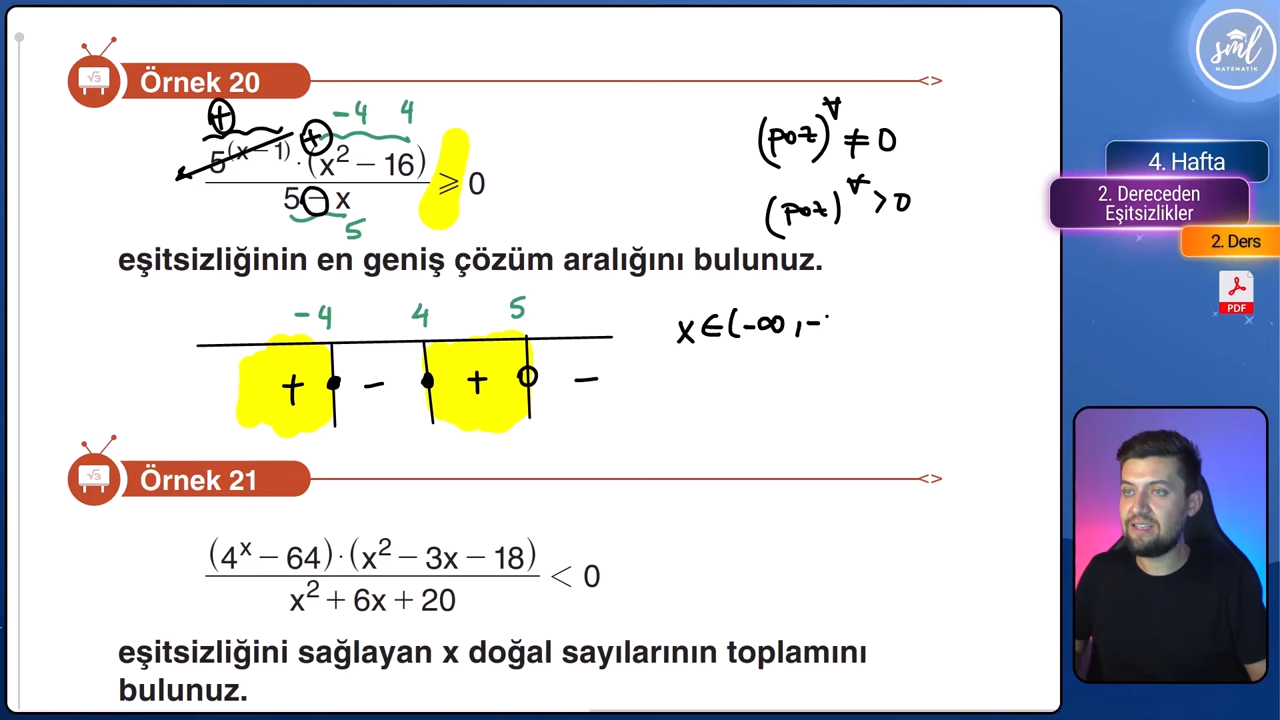 Örnek 20
+ + -4 4
5^(x – 1) · (x² – 16)
5 – x
≥ 0
5
(poz)^∀ ≠ 0
(poz)^∀ > 0
eşitsizliğinin en geniş çözüm aralığını bulunuz.
-4 4 5
+ - + -
x ∈ (-∞, -
Örnek 21
(4ˣ – 64) · (x² – 3x – 18)
x² + 6x + 20
< 0
eşitsizliğini sağlayan x doğal sayılarının toplamını
bulunuz.
sml
MATEMATİK
4. Hafta
2. Dereceden
Eşitsizlikler
2. Ders
PDF